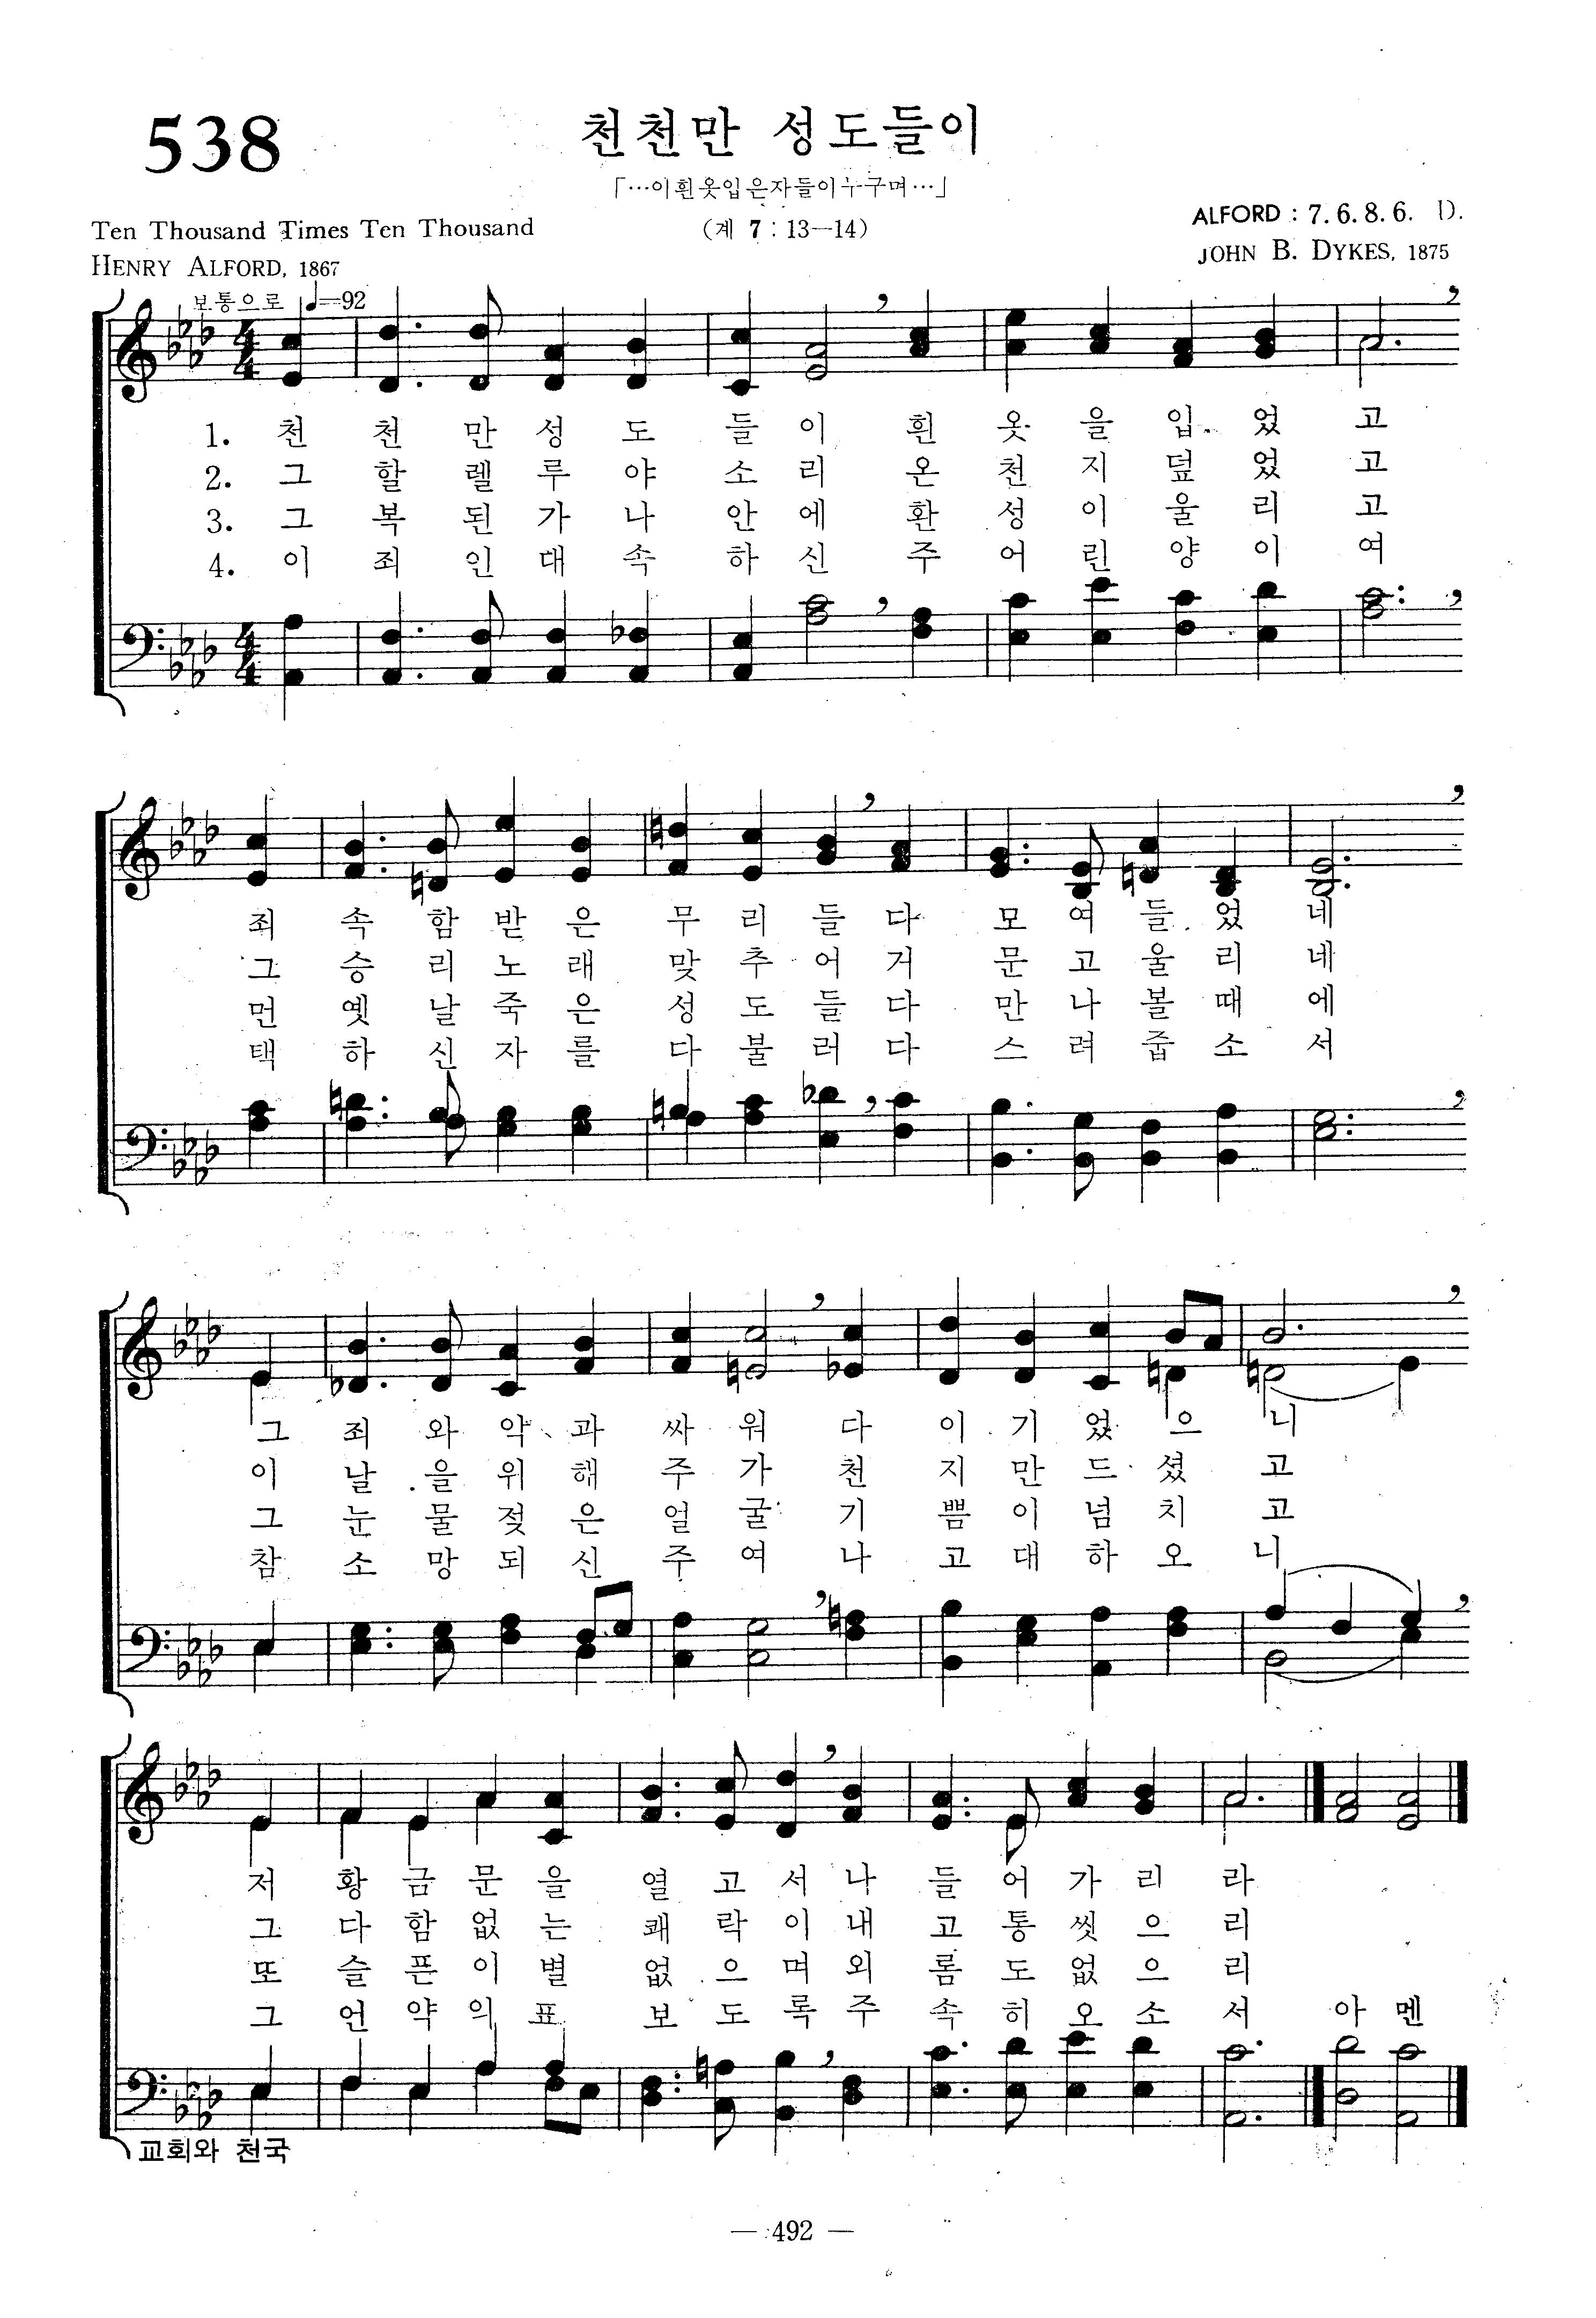 538
천천만 성도들이
「…이흰옷입은자들이누구며…」
Ten Thousand Times Ten Thousand
(계 7 : 13—14)
ALFORD : 7. 6. 8. 6. D.
HENRY ALFORD, 1867
JOHN B. DYKES, 1875
보통으로 ♩=92
1. 천 천 만 성 도 들 이 흰 옷 을 입 었 고
2. 그 할 렐 루 야 소 리 온 천 지 덮 었 고
3. 그 복 된 가 나 안 에 환 성 이 울 리 고
4. 이 죄 인 대 속 하 신 주 어 린 양 이 여
죄 속 함 받 은 무 리 들 다 모 여 들 었 네
그 승 리 노 래 맞 추 어 거 문 고 울 리 네
먼 옛 날 죽 은 성 도 들 다 만 나 볼 때 에
택 하 신 자 를 다 불 러 다 스 려 줍 소 서
그 죄 와 악 과 싸 워 다 이 기 었 으 니
이 날 을 위 해 주 가 천 지 만 드 셨 고
그 눈 물 젖 은 얼 굴 기 쁨 이 넘 치 고
참 소 망 되 신 주 여 나 고 대 하 오 니
저 황 금 문 을 열 고 서 나 들 어 가 리 라
그 다 함 없 는 쾌 락 이 내 고 통 씻 으 리
또 슬 픈 이 별 없 으 며 외 롬 도 없 으 리
그 언 약 의 표 보 도 록 주 속 히 오 소 서 아 멘
교회와 천국
— 492 —